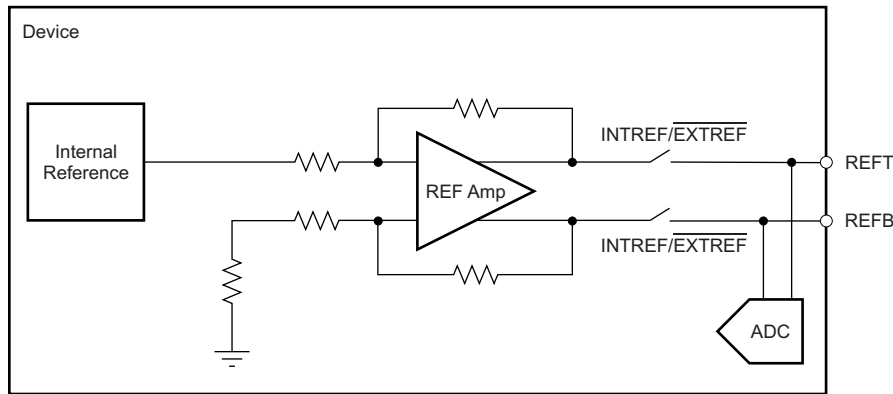 Device
Internal
Reference
REF Amp
INTREF/EXTREF
INTREF/EXTREF
REFT
REFB
ADC